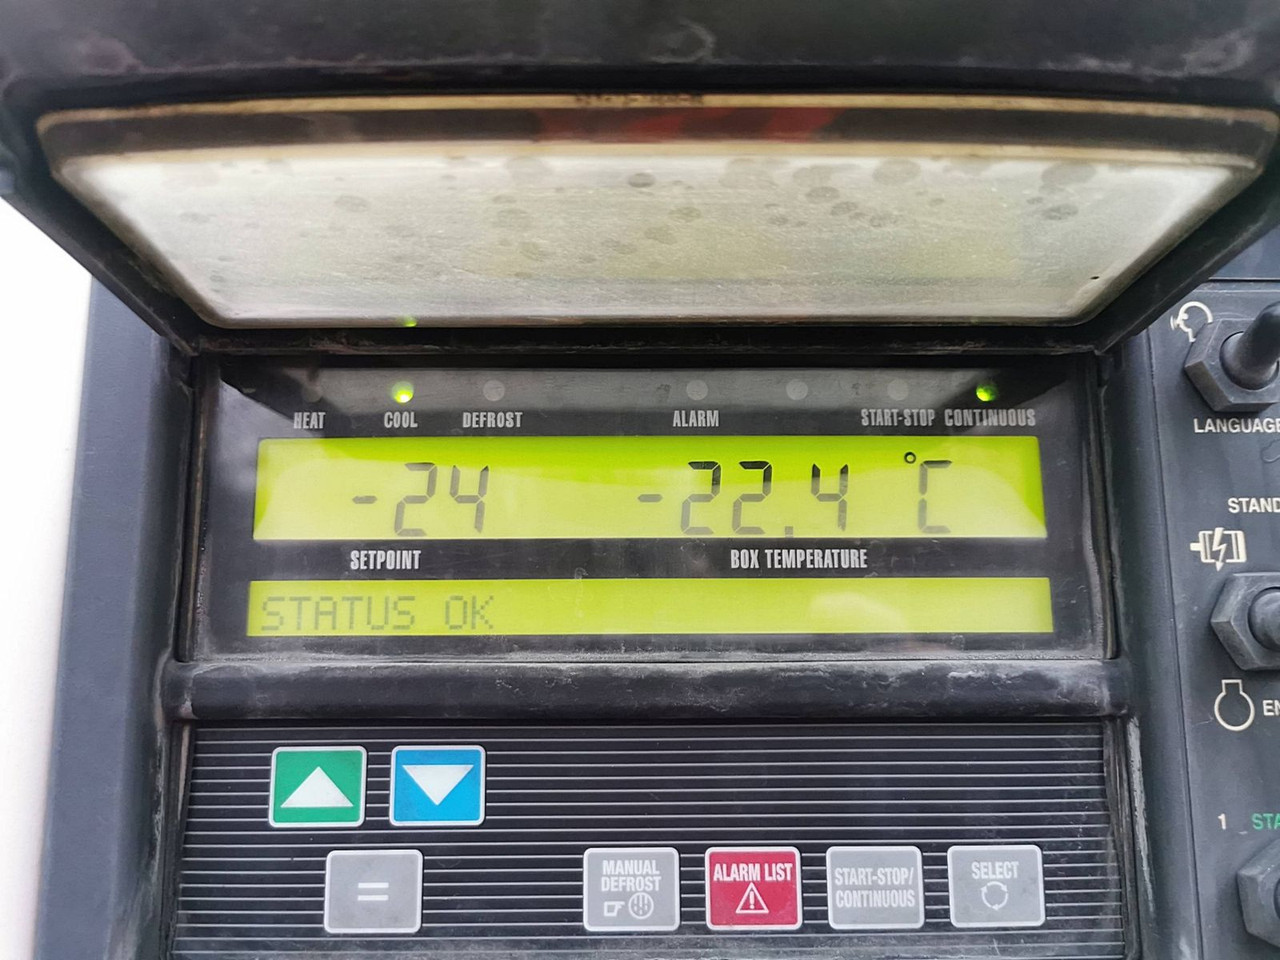 HEAT COOL DEFROST ALARM START-STOP CONTINUOUS
-24 -22.4 °C
SETPOINT BOX TEMPERATURE
STATUS OK
=
MANUAL DEFROST
ALARM LIST
START-STOP/
CONTINUOUS
SELECT
LANGUAGE
1